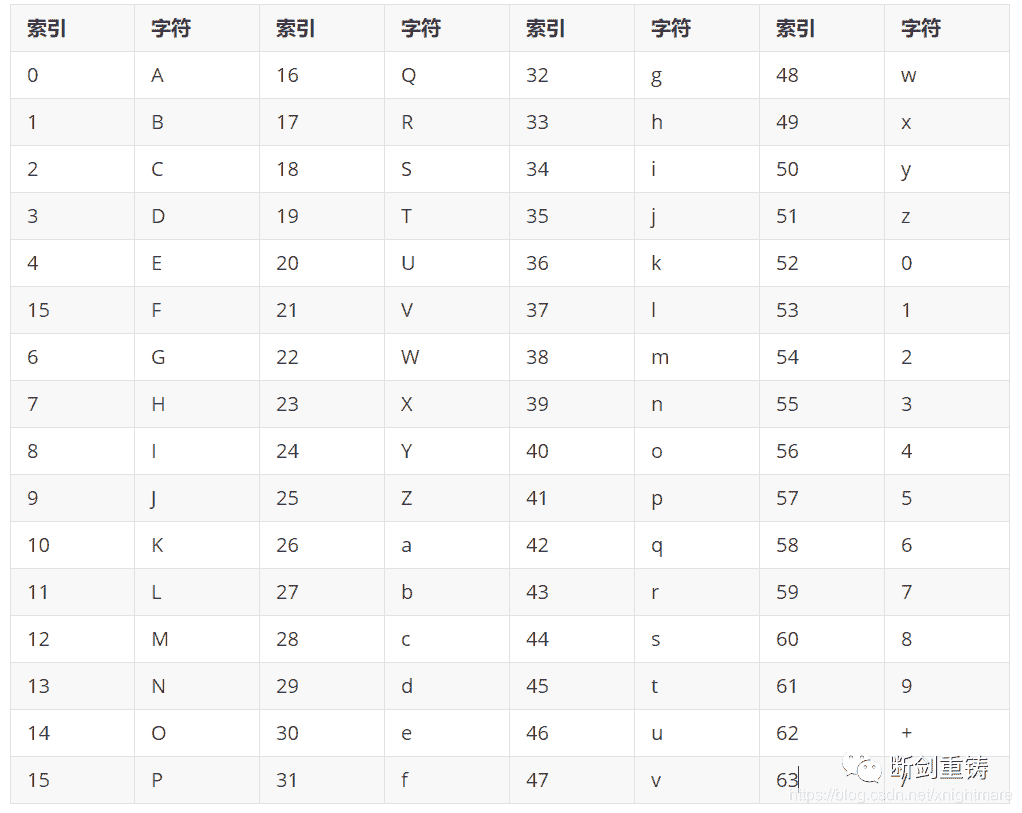 索引 字符 索引 字符 索引 字符 索引 字符
0 A 16 Q 32 g 48 w
1 B 17 R 33 h 49 x
2 C 18 S 34 i 50 y
3 D 19 T 35 j 51 z
4 E 20 U 36 k 52 0
15 F 21 V 37 l 53 1
6 G 22 W 38 m 54 2
7 H 23 X 39 n 55 3
8 I 24 Y 40 o 56 4
9 J 25 Z 41 p 57 5
10 K 26 a 42 q 58 6
11 L 27 b 43 r 59 7
12 M 28 c 44 s 60 8
13 N 29 d 45 t 61 9
14 O 30 e 46 u 62 +
15 P 31 f 47 v 63 /
断剑重铸
https://blog.csdn.net/xnightmare